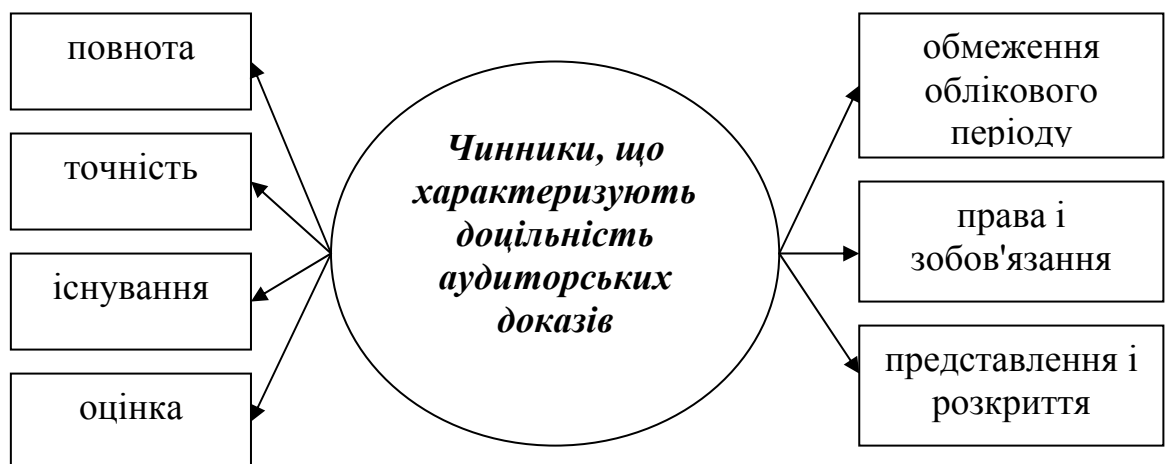 повнота
точність
існування
оцінка
Чинники, що
характеризують
доцільність
аудиторських
доказів
обмеження
облікового
періоду
права і
зобов'язання
представлення і
розкриття